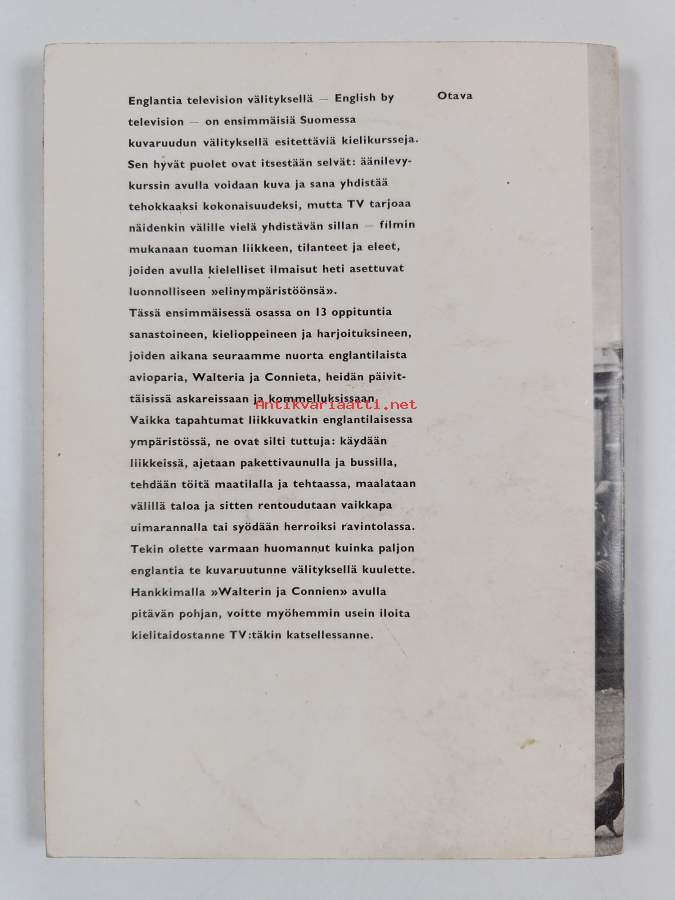 Englantia television välityksellä — English by
television — on ensimmäisiä Suomessa
kuvaruudun välityksellä esitettäviä kielikursseja.
Sen hyvät puolet ovat itsestään selvät: äänilevy-
kurssin avulla voidaan kuva ja sana yhdistää
tehokkaaksi kokonaisuudeksi, mutta TV tarjoaa
näidenkin välille vielä yhdistävän sillan — filmin
mukanaan tuoman liikkeen, tilanteet ja eleet,
joiden avulla kielelliset ilmaisut heti asettuvat
luonnolliseen »elinympäristöönsä».
Tässä ensimmäisessä osassa on 13 oppituntia
sanastoineen, kielioppeineen ja harjoituksineen,
joiden aikana seuraamme nuorta englantilaista
avioparia, Walteria ja Connieta, heidän päivit-
täisissä askareissaan ja kommelluksissaan.
Antikvariaatti.net
Vaikka tapahtumat liikkuvatkin englantilaisessa
ympäristössä, ne ovat silti tuttuja: käydään
liikkeissä, ajetaan pakettivaunulla ja bussilla,
tehdään töitä maatilalla ja tehtaassa, maalataan
välillä taloa ja sitten rentoudutaan vaikkapa
uimarannalla tai syödään herroiksi ravintolassa.
Tekin olette varmaan huomannut kuinka paljon
englantia te kuvaruutunne välityksellä kuulette.
Hankkimalla »Walterin ja Connien» avulla
pitävän pohjan, voitte myöhemmin usein iloita
kielitaidostanne TV:täkin katsellessanne.
Otava